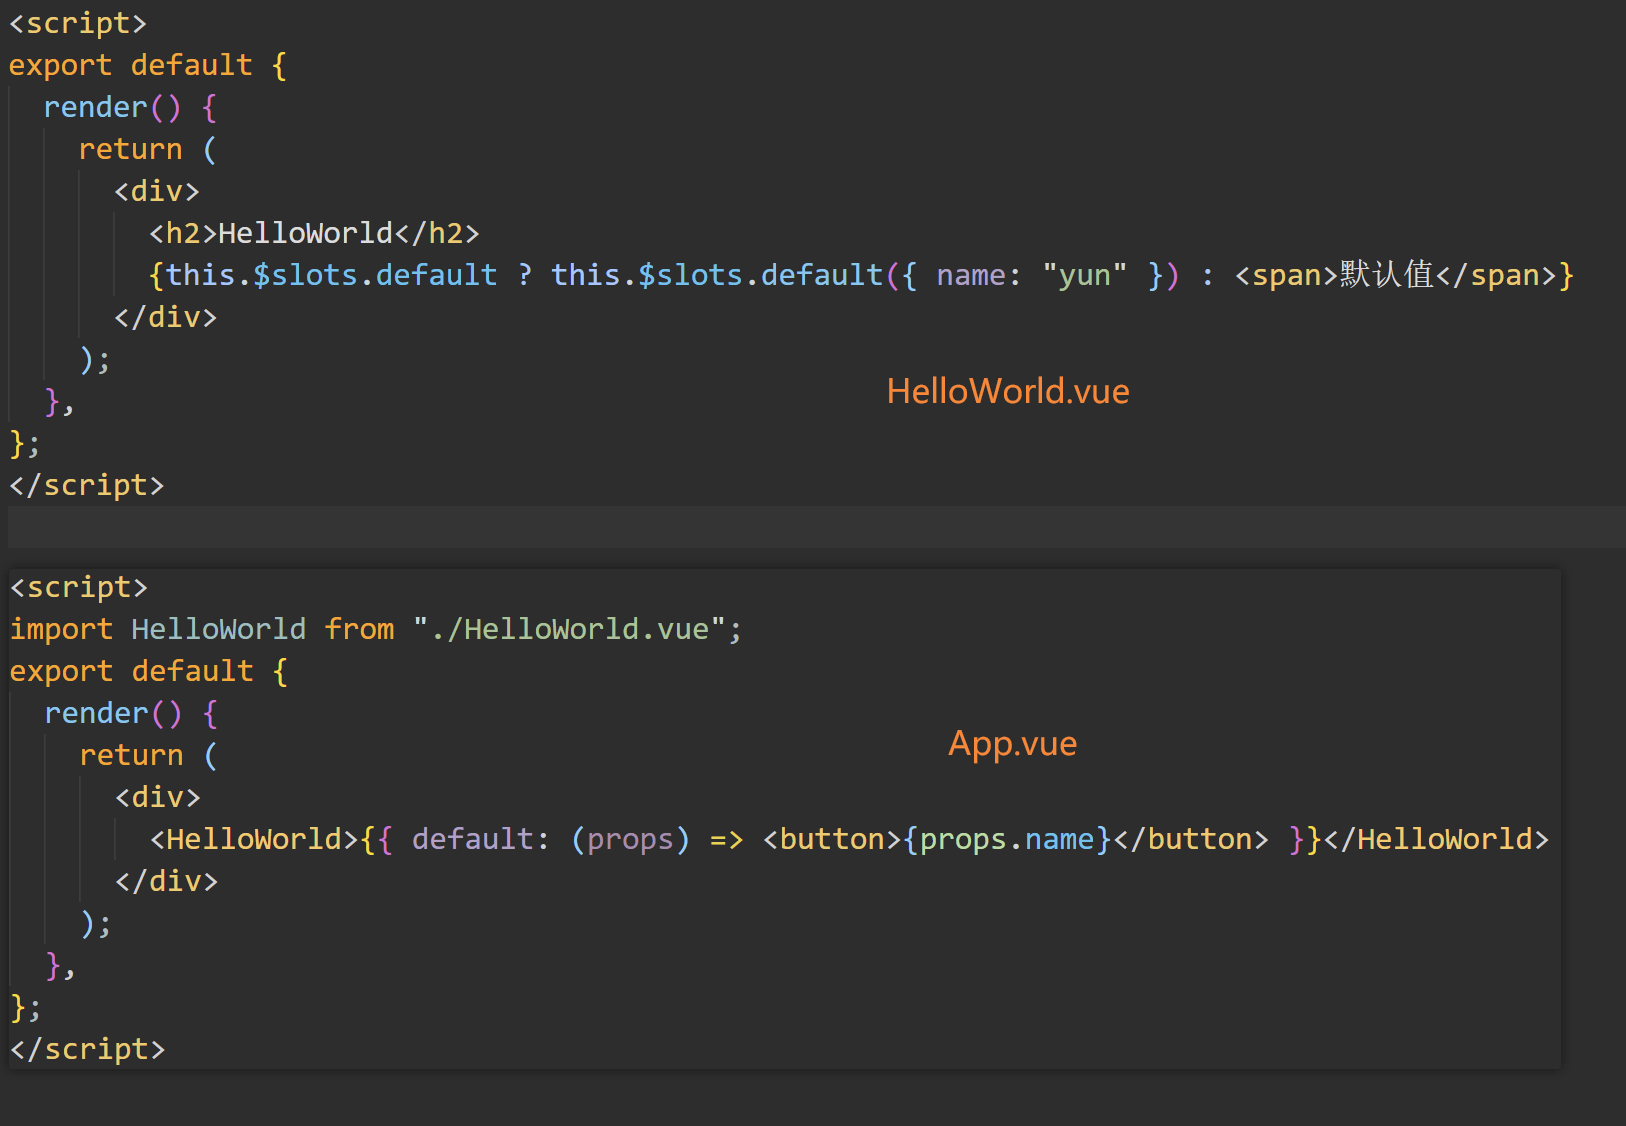 <script>
export default {
  render() {
    return (
      <div>
        <h2>HelloWorld</h2>
        {this.$slots.default ? this.$slots.default({ name: "yun" }) : <span>默认值</span>}
      </div>
    );
  },
};
</script>
HelloWorld.vue
<script>
import HelloWorld from "./HelloWorld.vue";
export default {
  render() {
    return (
      <div>
        <HelloWorld>{{ default: (props) => <button>{props.name}</button> }}</HelloWorld>
      </div>
    );
  },
};
</script>
App.vue